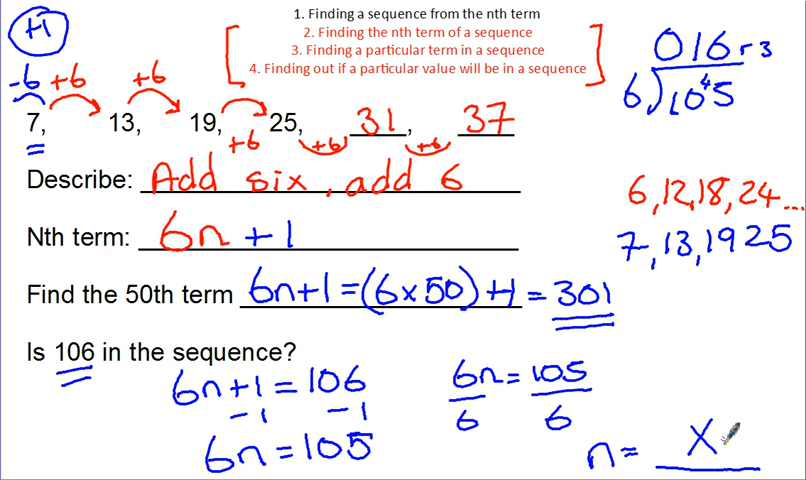 +1
1. Finding a sequence from the nth term
2. Finding the nth term of a sequence
3. Finding a particular term in a sequence
4. Finding out if a particular value will be in a sequence
016 r 3
6 10⁴5
-6 +6 +6
7, 13, 19, 25, 31, 37
+6 +6 +6
Describe: Add six, add 6
6, 12, 18, 24...
Nth term: 6n + 1
7, 13, 19 25
Find the 50th term 6n+1 = (6 × 50) + 1 = 301
Is 106 in the sequence?
6n + 1 = 106
-1 -1
6n = 105
6n = 105
6 6
n = X